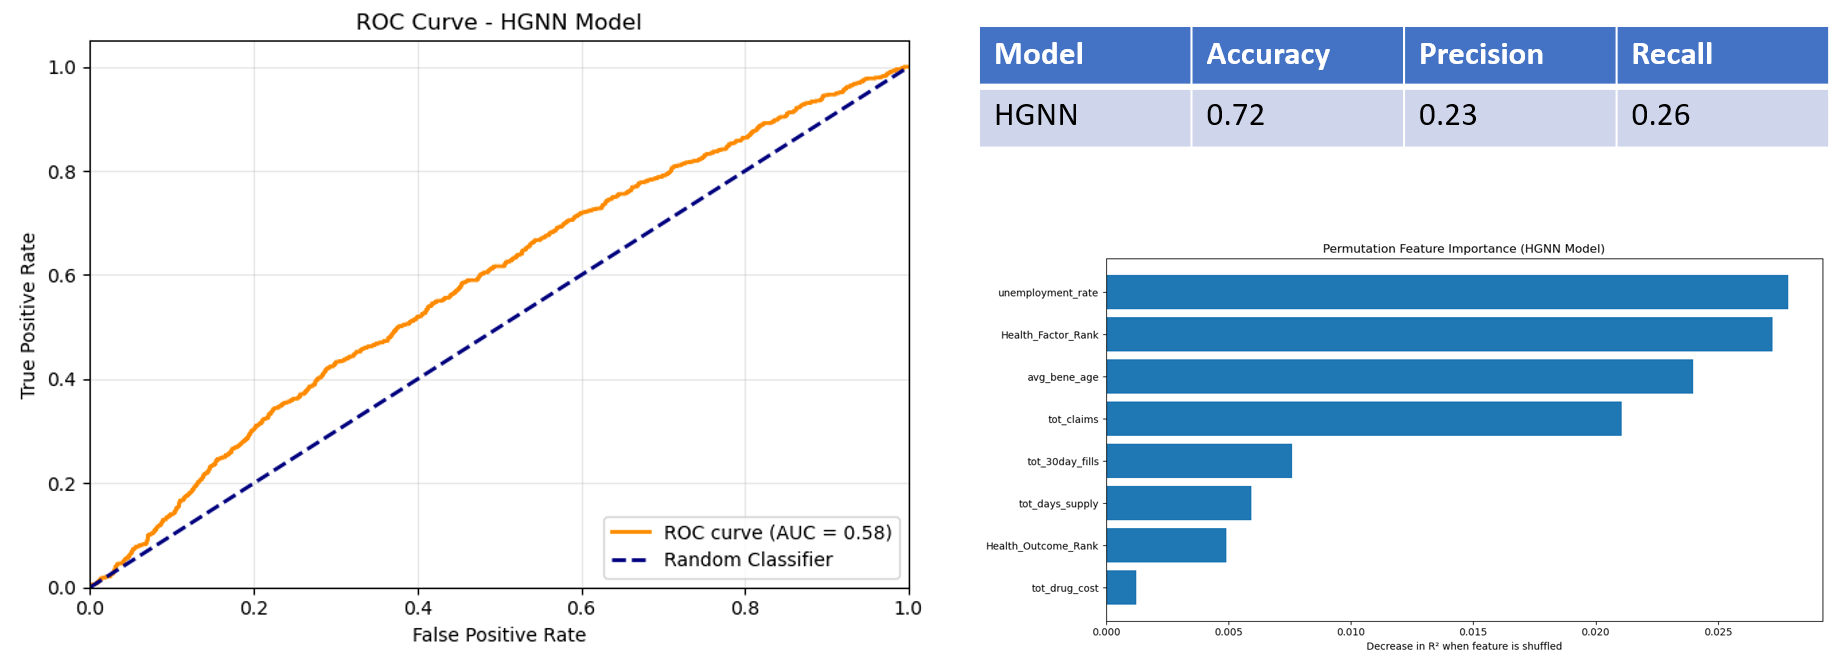 ROC Curve - HGNN Model
True Positive Rate
1.0
0.8
0.6
0.4
0.2
0.0
0.0 0.2 0.4 0.6 0.8 1.0
False Positive Rate
ROC curve (AUC = 0.58)
Random Classifier
Model Accuracy Precision Recall
HGNN 0.72 0.23 0.26
Permutation Feature Importance (HGNN Model)
unemployment_rate
Health_Factor_Rank
avg_bene_age
tot_claims
tot_30day_fills
tot_days_supply
Health_Outcome_Rank
tot_drug_cost
0.000 0.005 0.010 0.015 0.020 0.025
Decrease in R² when feature is shuffled